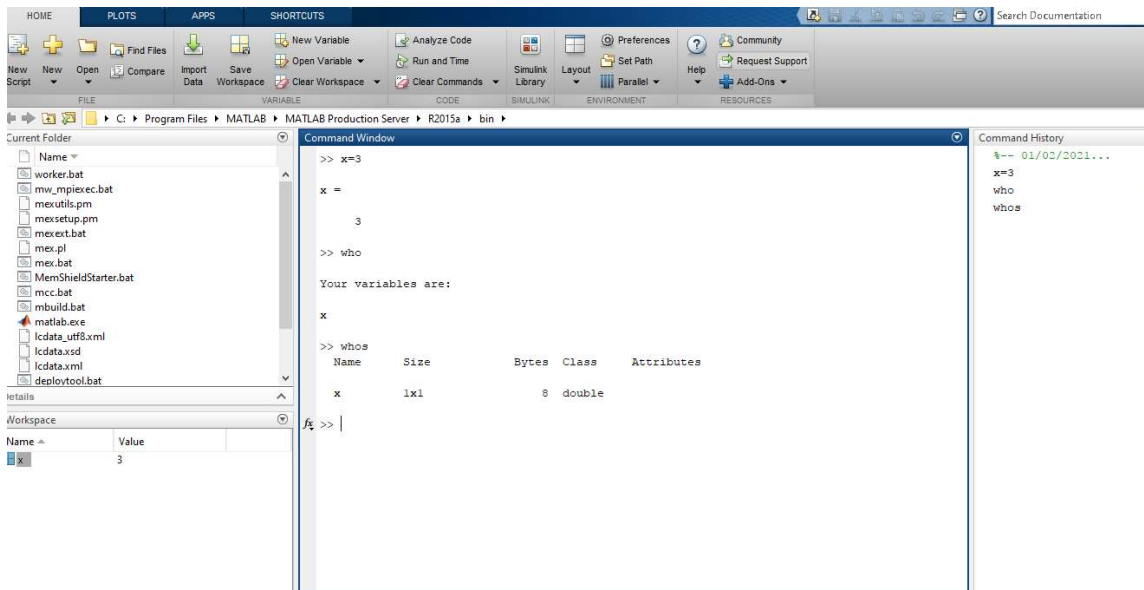 HOME PLOTS APPS SHORTCUTS Search Documentation
New Script
New
Open
Find Files
Compare
Import Data
Save Workspace
New Variable
Open Variable
Clear Workspace
Analyze Code
Run and Time
Clear Commands
Simulink Library
Layout
Preferences
Set Path
Parallel
Help
Community
Request Support
Add-Ons
FILE VARIABLE CODE SIMULINK ENVIRONMENT RESOURCES
C: Program Files MATLAB MATLAB Production Server R2015a bin
Current Folder
Name
worker.bat
mw_mpiexec.bat
mexutils.pm
mexsetup.pm
mexext.bat
mex.pl
mex.bat
MemShieldStarter.bat
mcc.bat
mbuild.bat
matlab.exe
lcdata_utf8.xml
lcdata.xsd
lcdata.xml
deploytool.bat
Details
Workspace
Name Value
x 3
Command Window
>> x=3
x =
3
>> who
Your variables are:
x
>> whos
Name Size Bytes Class Attributes
x 1x1 8 double
fx >>
Command History
%-- 01/02/2021...
x=3
who
whos